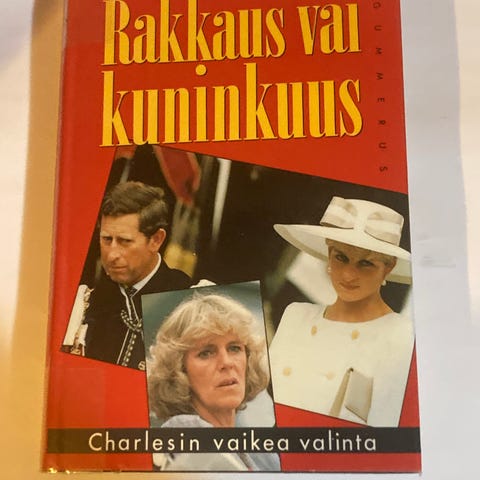 Rakkaus vai
kuninkuus
GUMMERUS
Charlesin vaikea valinta